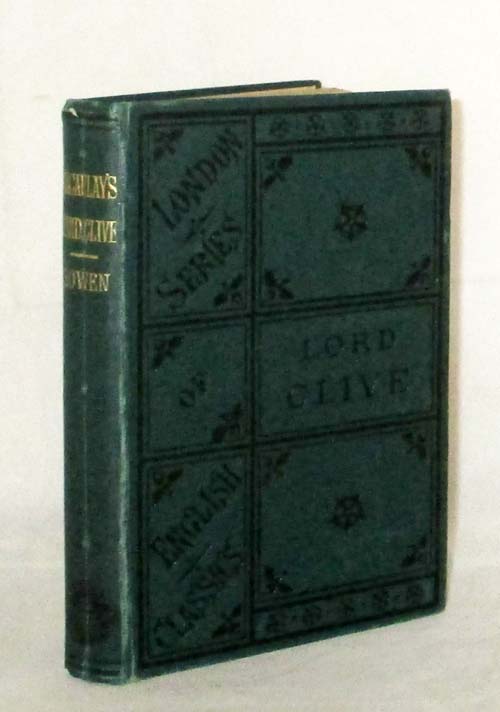 MACAULAY'S
LORD CLIVE
BOWEN
LONDON
SERIES
OF
ENGLISH
CLASSICS
LORD
CLIVE